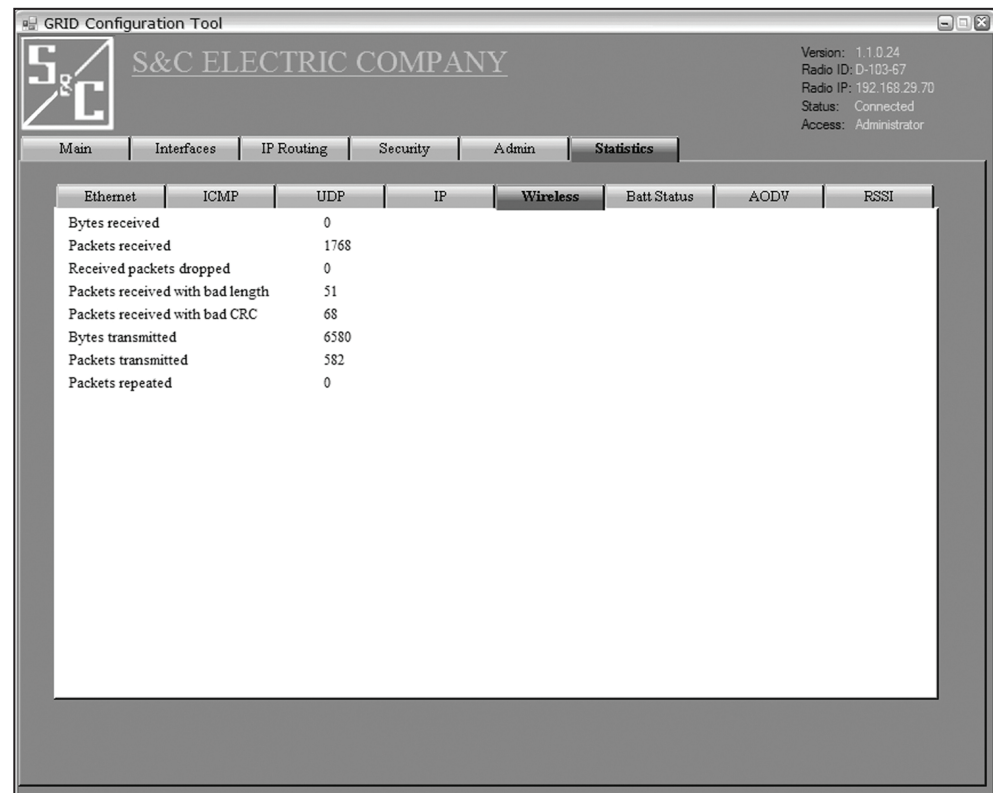 GRID Configuration Tool
S&C
S&C ELECTRIC COMPANY
Version: 1.1.0.24
Radio ID: D-103-67
Radio IP: 192.168.29.70
Status: Connected
Access: Administrator
Main Interfaces IP Routing Security Admin Statistics
Ethernet ICMP UDP IP Wireless Batt Status AODV RSSI
Bytes received 0
Packets received 1768
Received packets dropped 0
Packets received with bad length 51
Packets received with bad CRC 68
Bytes transmitted 6580
Packets transmitted 582
Packets repeated 0